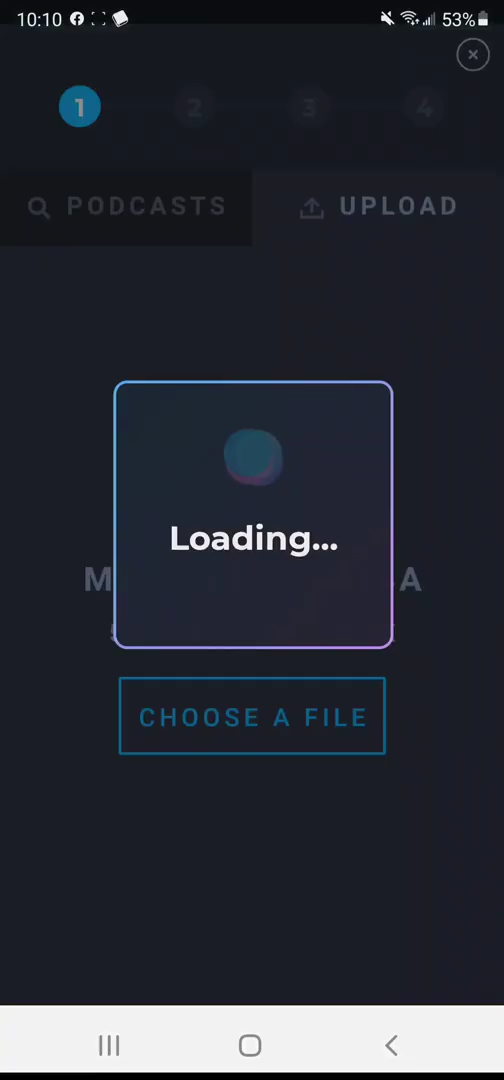 10:10 53%
1 2 3 4
PODCASTS UPLOAD
Loading...
CHOOSE A FILE